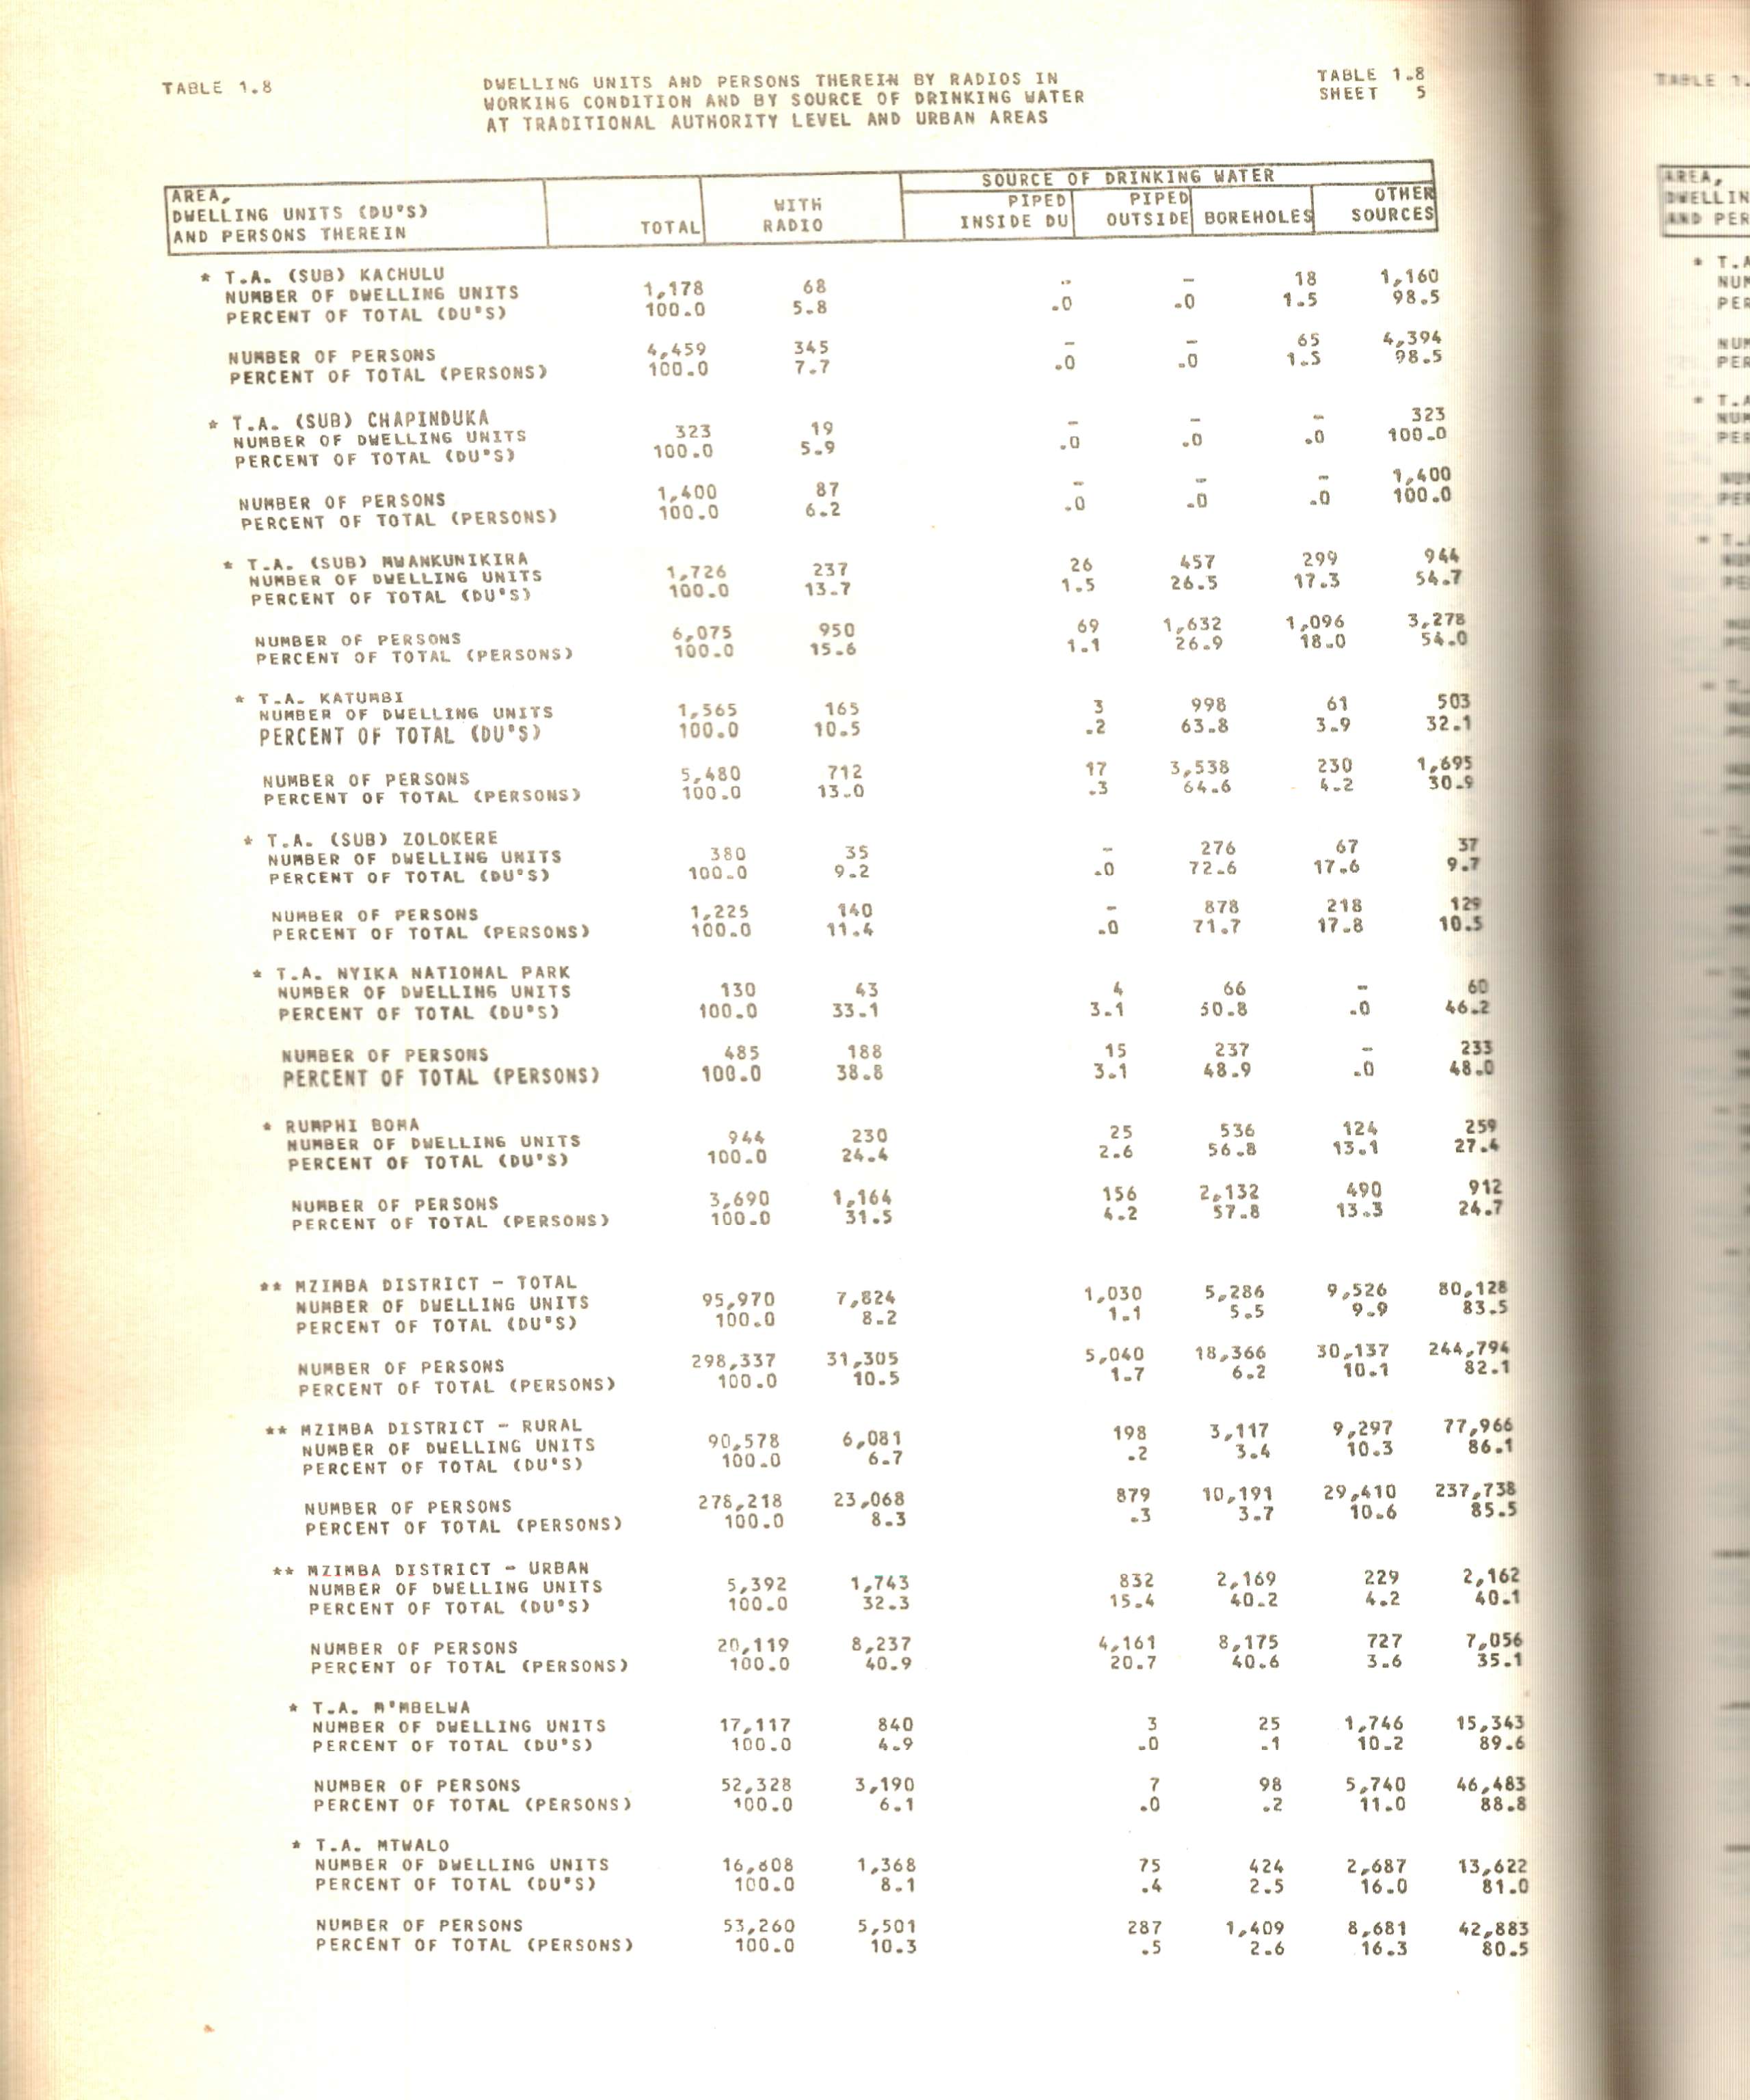 TABLE 1.8 DWELLING UNITS AND PERSONS THEREIN BY RADIOS IN TABLE 1.8
WORKING CONDITION AND BY SOURCE OF DRINKING WATER SHEET 5
AT TRADITIONAL AUTHORITY LEVEL AND URBAN AREAS
SOURCE OF DRINKING WATER
AREA, WITH PIPED PIPED OTHER
DWELLING UNITS (DU'S) TOTAL RADIO INSIDE DU OUTSIDE BOREHOLES SOURCES
AND PERSONS THEREIN
* T.A. (SUB) KACHULU
NUMBER OF DWELLING UNITS 1,178 68 - - 18 1,160
PERCENT OF TOTAL (DU'S) 100.0 5.8 .0 .0 1.5 98.5
NUMBER OF PERSONS 4,459 345 - - 65 4,394
PERCENT OF TOTAL (PERSONS) 100.0 7.7 .0 .0 1.5 98.5
* T.A. (SUB) CHAPINDUKA
NUMBER OF DWELLING UNITS 323 19 - - - 323
PERCENT OF TOTAL (DU'S) 100.0 5.9 .0 .0 .0 100.0
NUMBER OF PERSONS 1,400 87 - - - 1,400
PERCENT OF TOTAL (PERSONS) 100.0 6.2 .0 .0 .0 100.0
* T.A. (SUB) MWANKUNIKIRA
NUMBER OF DWELLING UNITS 1,726 237 26 457 299 944
PERCENT OF TOTAL (DU'S) 100.0 13.7 1.5 26.5 17.3 54.7
NUMBER OF PERSONS 6,075 950 69 1,632 1,096 3,278
PERCENT OF TOTAL (PERSONS) 100.0 15.6 1.1 26.9 18.0 54.0
* T.A. KATUMBI
NUMBER OF DWELLING UNITS 1,565 165 3 998 61 503
PERCENT OF TOTAL (DU'S) 100.0 10.5 .2 63.8 3.9 32.1
NUMBER OF PERSONS 5,480 712 17 3,538 230 1,695
PERCENT OF TOTAL (PERSONS) 100.0 13.0 .3 64.6 4.2 30.9
* T.A. (SUB) ZOLOKERE
NUMBER OF DWELLING UNITS 380 35 - 276 67 37
PERCENT OF TOTAL (DU'S) 100.0 9.2 .0 72.6 17.6 9.7
NUMBER OF PERSONS 1,225 140 - 878 218 129
PERCENT OF TOTAL (PERSONS) 100.0 11.4 .0 71.7 17.8 10.5
* T.A. NYIKA NATIONAL PARK
NUMBER OF DWELLING UNITS 130 43 4 66 - 60
PERCENT OF TOTAL (DU'S) 100.0 33.1 3.1 50.8 .0 46.2
NUMBER OF PERSONS 485 188 15 237 - 233
PERCENT OF TOTAL (PERSONS) 100.0 38.8 3.1 48.9 .0 48.0
* RUMPHI BOMA
NUMBER OF DWELLING UNITS 944 230 25 536 124 259
PERCENT OF TOTAL (DU'S) 100.0 24.4 2.6 56.8 13.1 27.4
NUMBER OF PERSONS 3,690 1,164 156 2,132 490 912
PERCENT OF TOTAL (PERSONS) 100.0 31.5 4.2 57.8 13.3 24.7
** MZIMBA DISTRICT - TOTAL
NUMBER OF DWELLING UNITS 95,970 7,824 1,030 5,286 9,526 80,128
PERCENT OF TOTAL (DU'S) 100.0 8.2 1.1 5.5 9.9 83.5
NUMBER OF PERSONS 298,337 31,305 5,040 18,366 30,137 244,794
PERCENT OF TOTAL (PERSONS) 100.0 10.5 1.7 6.2 10.1 82.1
** MZIMBA DISTRICT - RURAL
NUMBER OF DWELLING UNITS 90,578 6,081 198 3,117 9,297 77,966
PERCENT OF TOTAL (DU'S) 100.0 6.7 .2 3.4 10.3 86.1
NUMBER OF PERSONS 278,218 23,068 879 10,191 29,410 237,738
PERCENT OF TOTAL (PERSONS) 100.0 8.3 .3 3.7 10.6 85.5
** MZIMBA DISTRICT - URBAN
NUMBER OF DWELLING UNITS 5,392 1,743 832 2,169 229 2,162
PERCENT OF TOTAL (DU'S) 100.0 32.3 15.4 40.2 4.2 40.1
NUMBER OF PERSONS 20,119 8,237 4,161 8,175 727 7,056
PERCENT OF TOTAL (PERSONS) 100.0 40.9 20.7 40.6 3.6 35.1
* T.A. M'MBELWA
NUMBER OF DWELLING UNITS 17,117 840 3 25 1,746 15,343
PERCENT OF TOTAL (DU'S) 100.0 4.9 .0 .1 10.2 89.6
NUMBER OF PERSONS 52,328 3,190 7 98 5,740 46,483
PERCENT OF TOTAL (PERSONS) 100.0 6.1 .0 .2 11.0 88.8
* T.A. MTWALO
NUMBER OF DWELLING UNITS 16,808 1,368 75 424 2,687 13,622
PERCENT OF TOTAL (DU'S) 100.0 8.1 .4 2.5 16.0 81.0
NUMBER OF PERSONS 53,260 5,501 287 1,409 8,681 42,883
PERCENT OF TOTAL (PERSONS) 100.0 10.3 .5 2.6 16.3 80.5